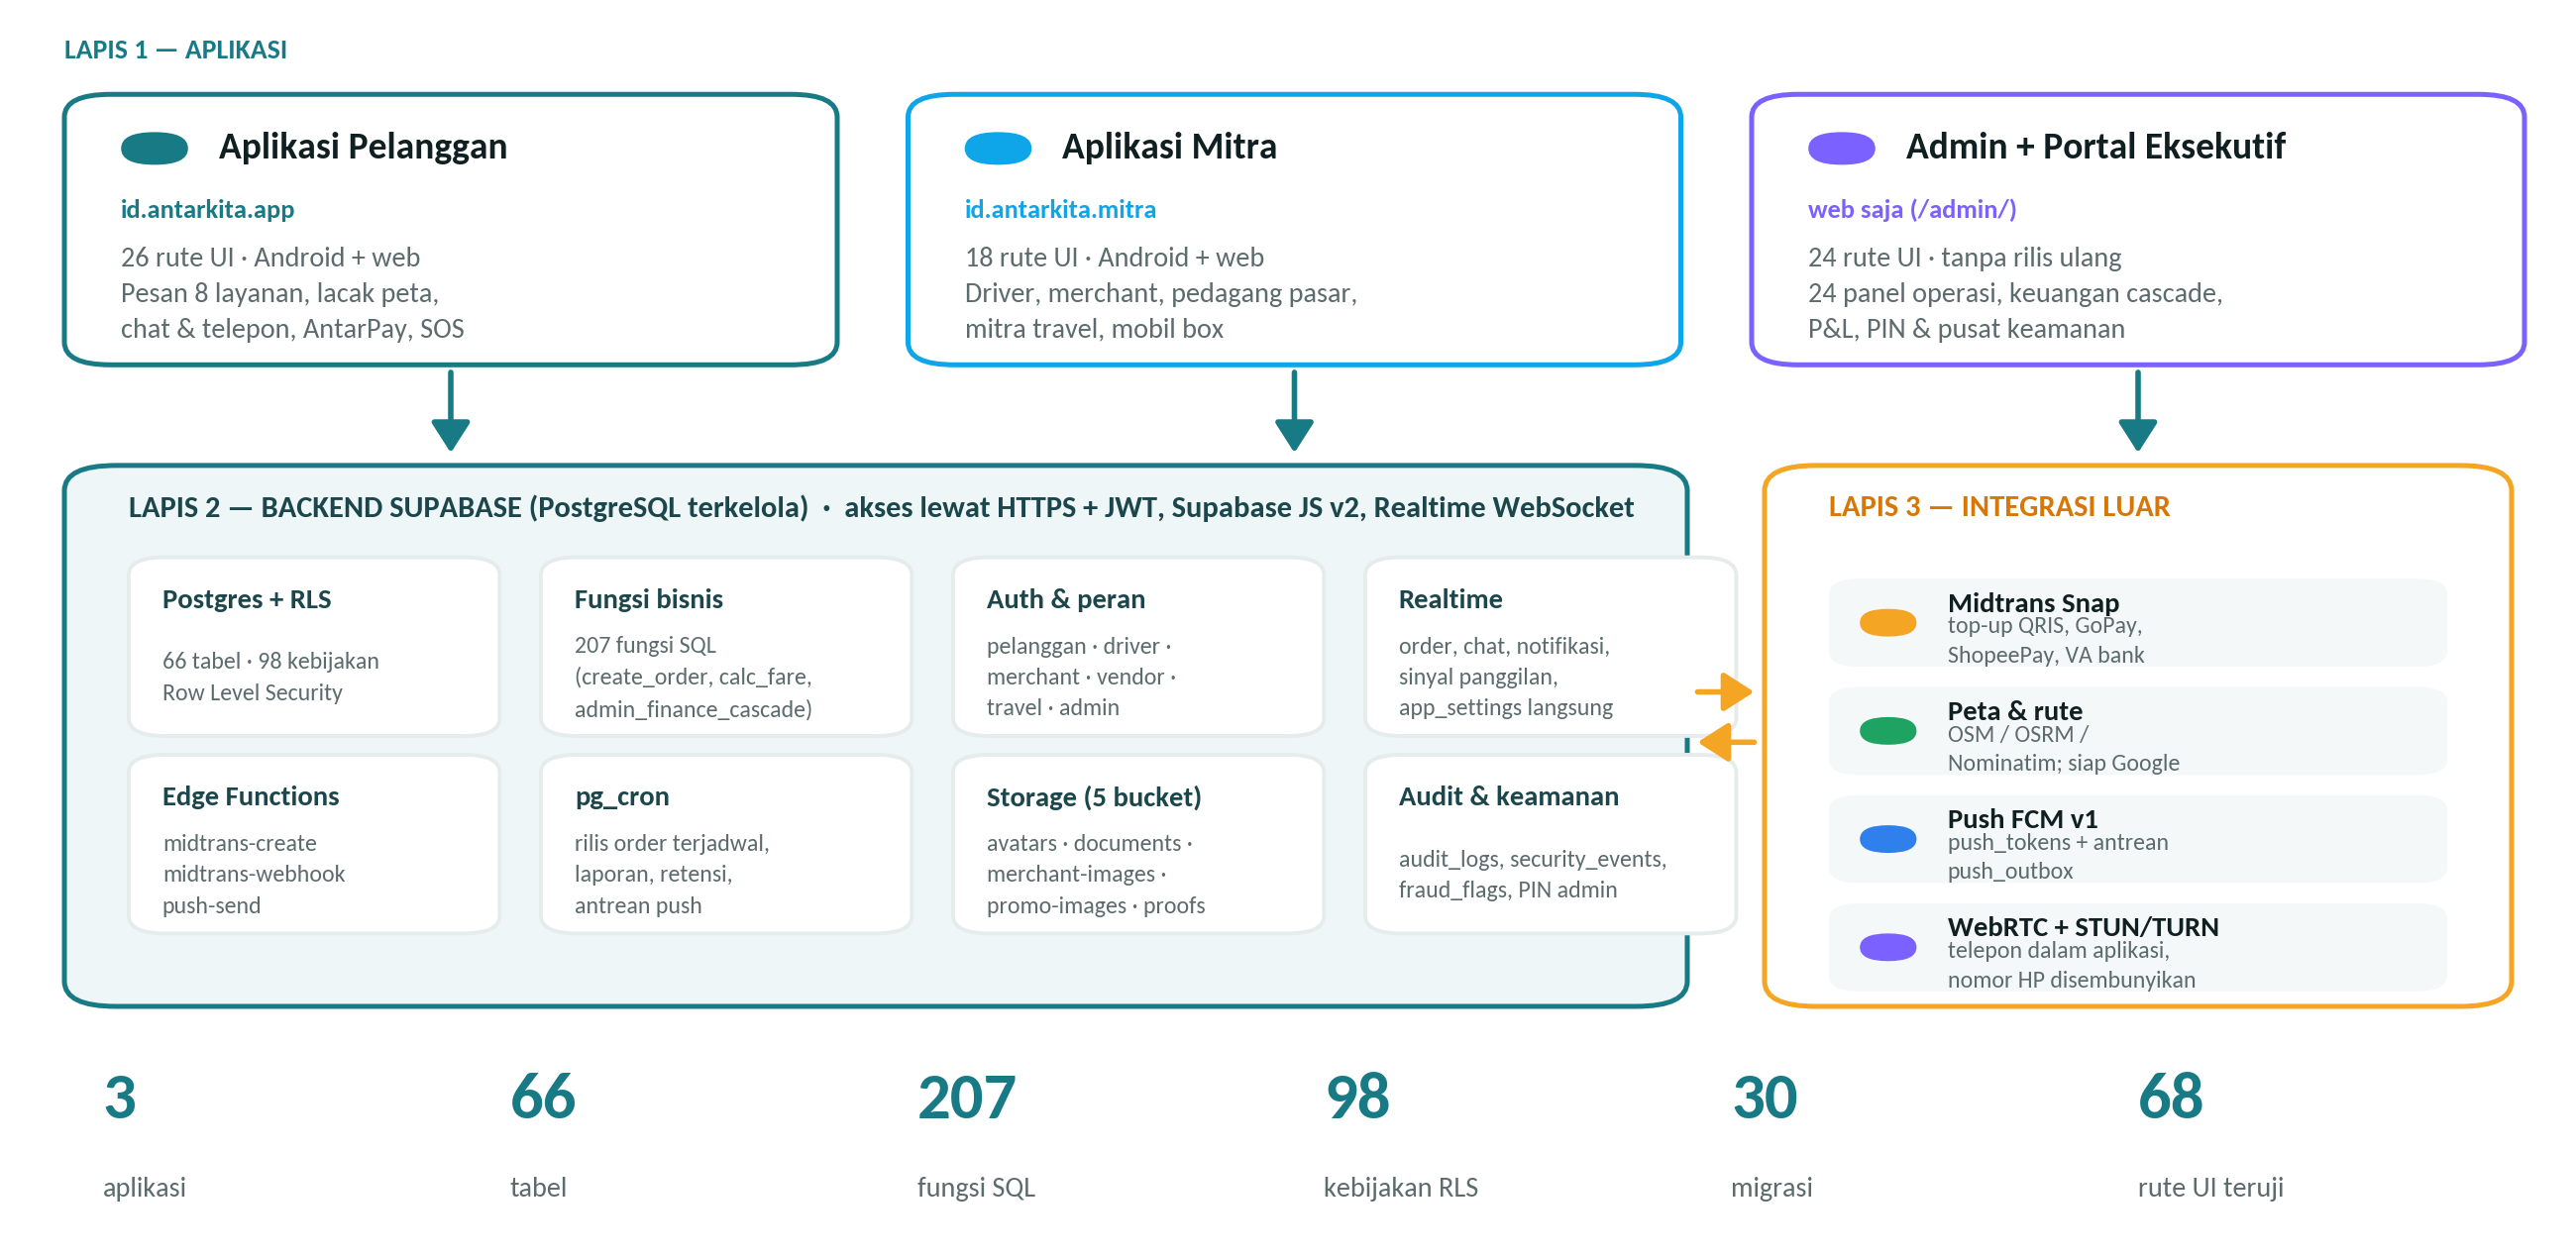 LAPIS 1 — APLIKASI
Aplikasi Pelanggan
id.antarkita.app
26 rute UI · Android + web
Pesan 8 layanan, lacak peta,
chat & telepon, AntarPay, SOS
Aplikasi Mitra
id.antarkita.mitra
18 rute UI · Android + web
Driver, merchant, pedagang pasar,
mitra travel, mobil box
Admin + Portal Eksekutif
web saja (/admin/)
24 rute UI · tanpa rilis ulang
24 panel operasi, keuangan cascade,
P&L, PIN & pusat keamanan
LAPIS 2 — BACKEND SUPABASE (PostgreSQL terkelola) · akses lewat HTTPS + JWT, Supabase JS v2, Realtime WebSocket
Postgres + RLS
66 tabel · 98 kebijakan
Row Level Security
Fungsi bisnis
207 fungsi SQL
(create_order, calc_fare,
admin_finance_cascade)
Auth & peran
pelanggan · driver ·
merchant · vendor ·
travel · admin
Realtime
order, chat, notifikasi,
sinyal panggilan,
app_settings langsung
Edge Functions
midtrans-create
midtrans-webhook
push-send
pg_cron
rilis order terjadwal,
laporan, retensi,
antrean push
Storage (5 bucket)
avatars · documents ·
merchant-images ·
promo-images · proofs
Audit & keamanan
audit_logs, security_events,
fraud_flags, PIN admin
LAPIS 3 — INTEGRASI LUAR
Midtrans Snap
top-up QRIS, GoPay,
ShopeePay, VA bank
Peta & rute
OSM / OSRM /
Nominatim; siap Google
Push FCM v1
push_tokens + antrean
push_outbox
WebRTC + STUN/TURN
telepon dalam aplikasi,
nomor HP disembunyikan
3
aplikasi
66
tabel
207
fungsi SQL
98
kebijakan RLS
30
migrasi
68
rute UI teruji